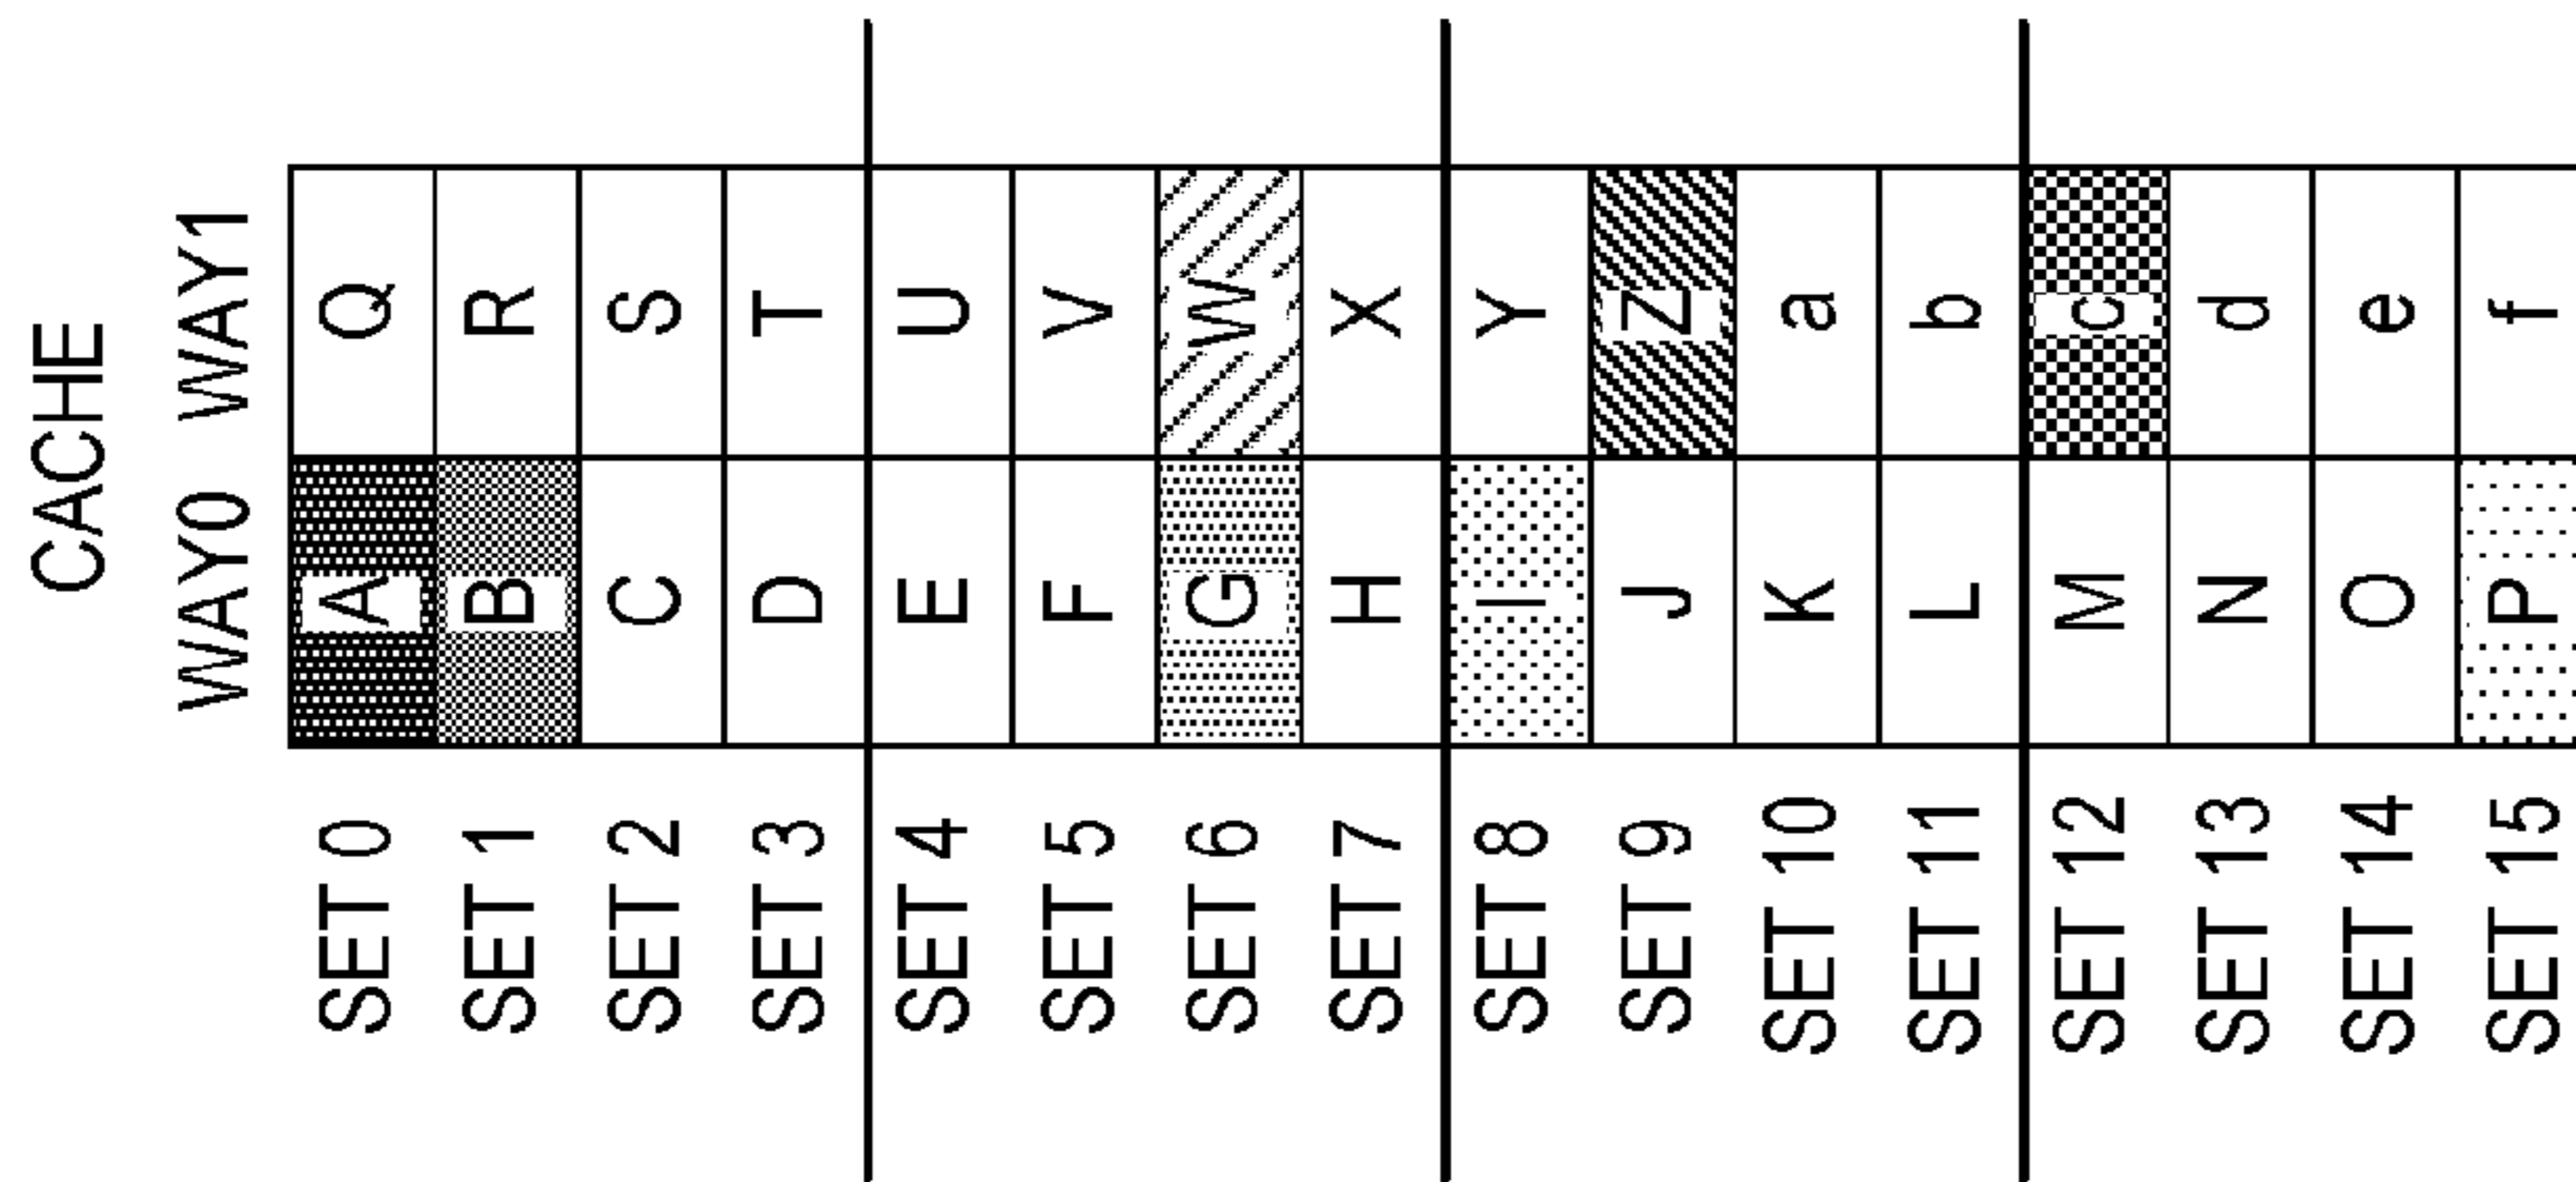 CACHE
WAY0 WAY1
SET 0 A Q
SET 1 B R
SET 2 C S
SET 3 D T
SET 4 E U
SET 5 F V
SET 6 G W
SET 7 H X
SET 8 I Y
SET 9 J Z
SET 10 K a
SET 11 L b
SET 12 M c
SET 13 N d
SET 14 O e
SET 15 P f